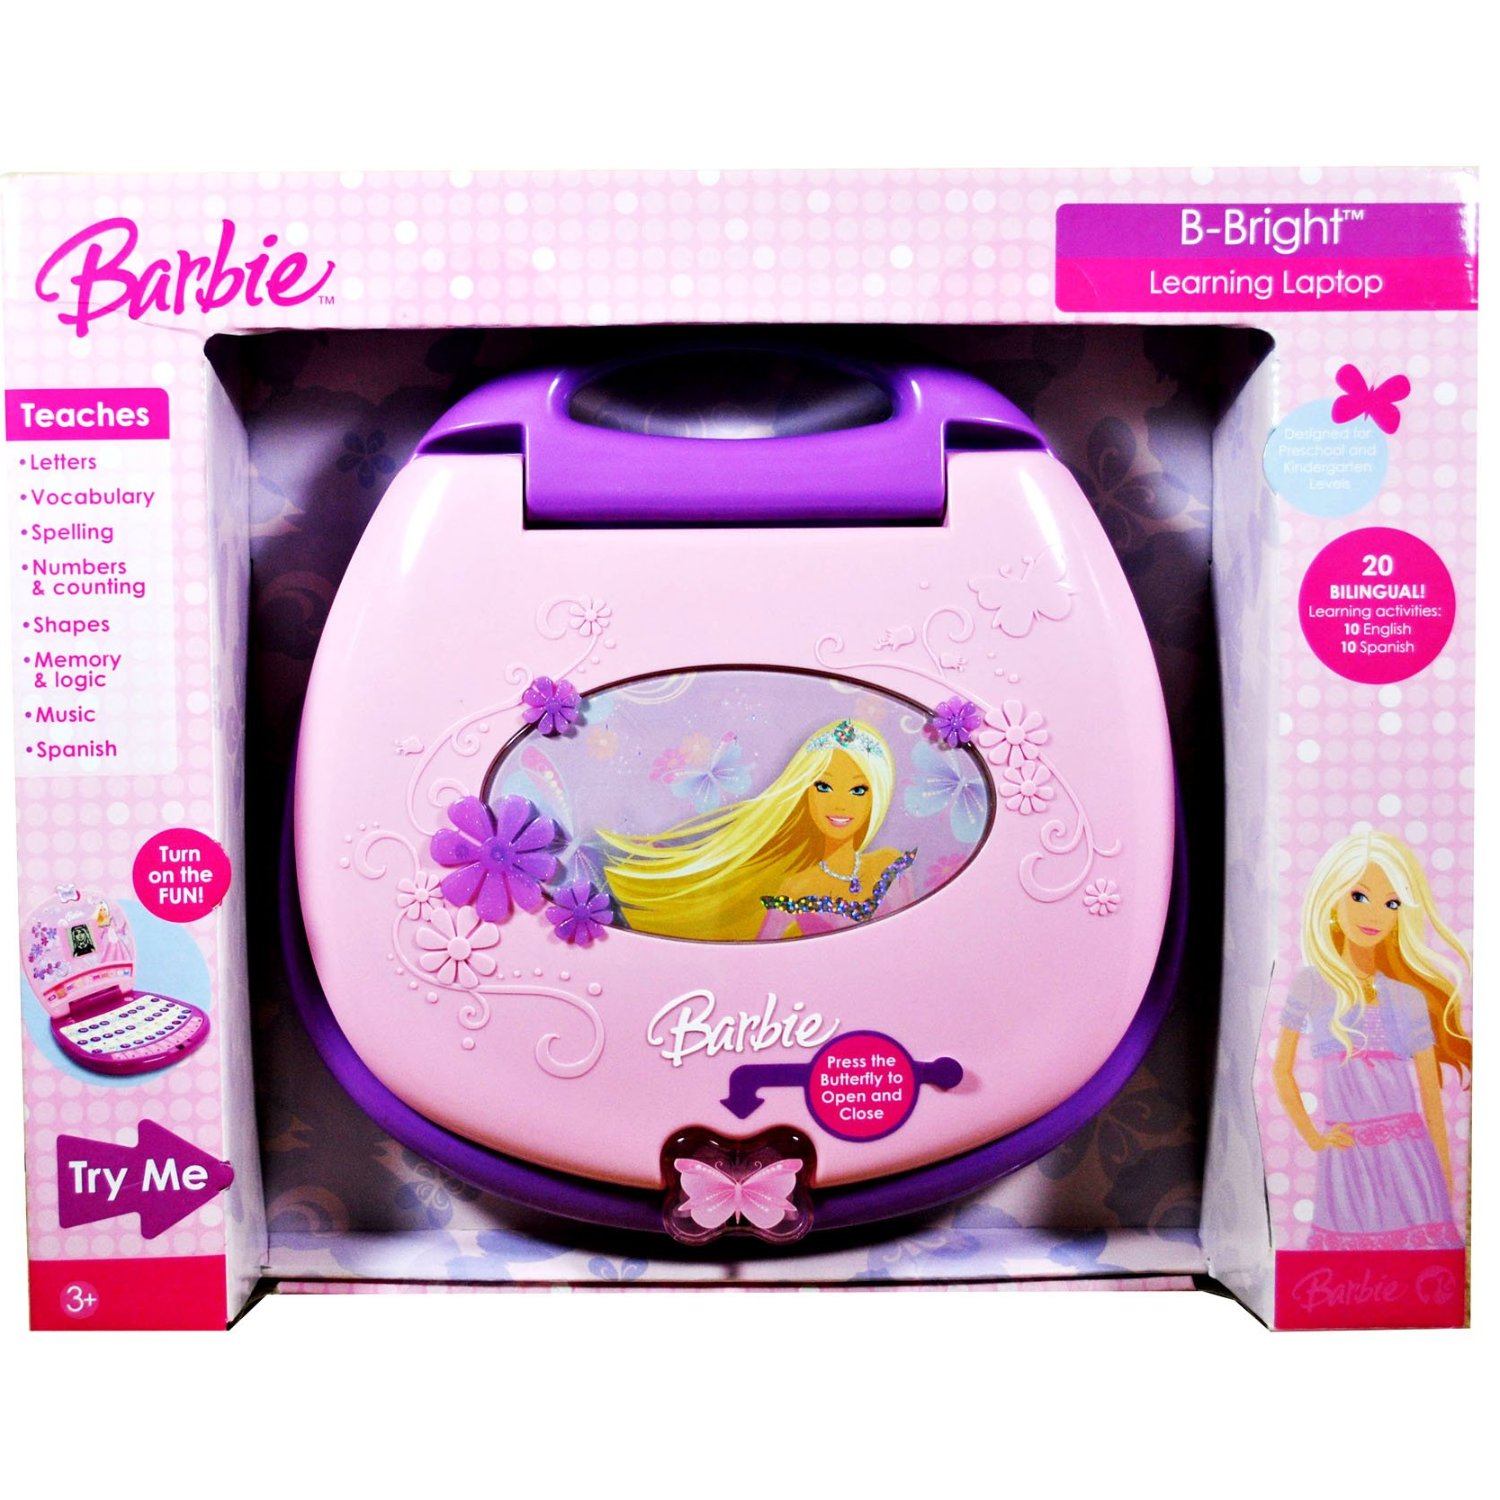 Barbie™
B-Bright™
Learning Laptop
Teaches
• Letters
• Vocabulary
• Spelling
• Numbers
& counting
• Shapes
• Memory
& logic
• Music
• Spanish
Designed for
Preschool and
Kindergarten
Levels
20
BILINGUAL!
Learning activities:
10 English
10 Spanish
Turn
on the
FUN!
Barbie
Press the
Butterfly to
Open and
Close
Try Me
3+
Barbie